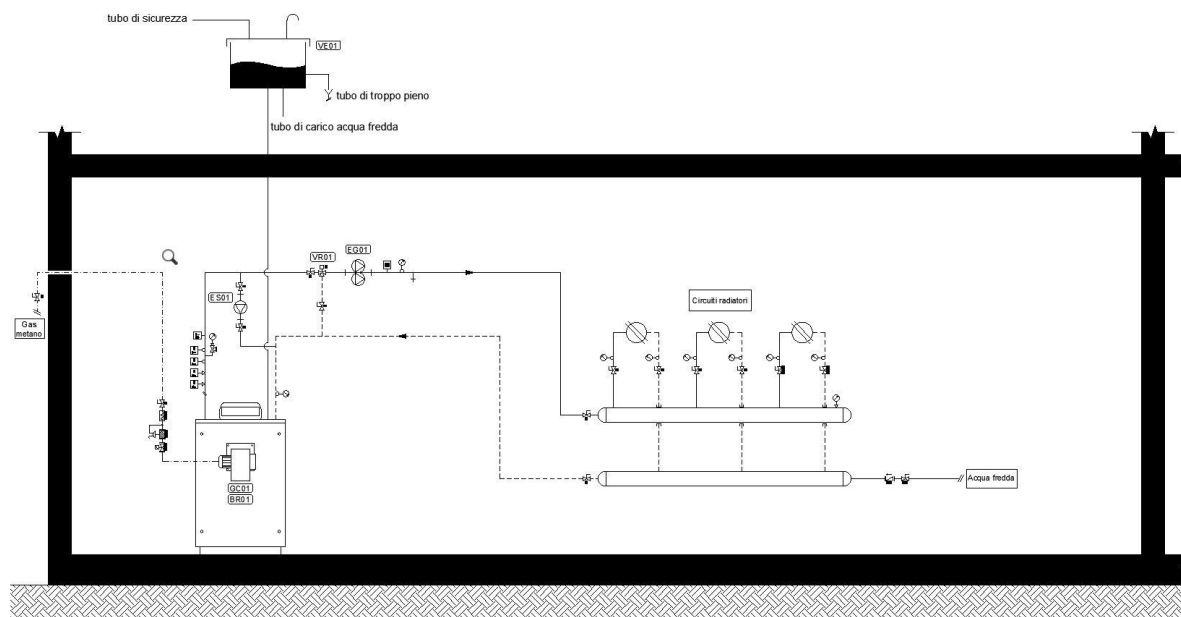 tubo di sicurezza
VE01
tubo di troppo pieno
tubo di carico acqua fredda
VR01
EG01
ES01
Circuiti radiatori
Gas
metano
GC01
BR01
Acqua fredda